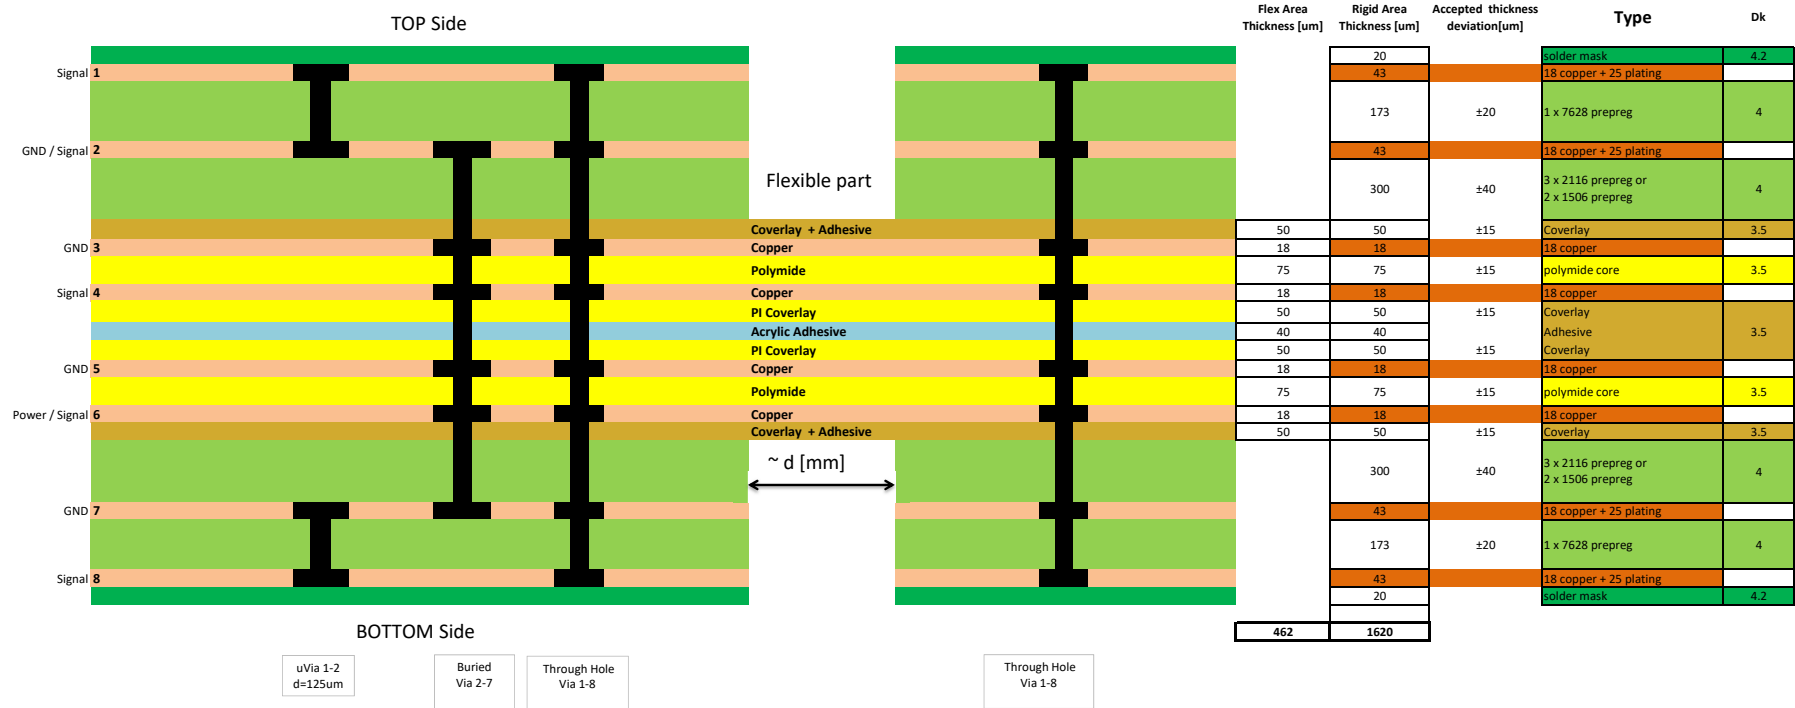 Flex Area Thickness [um] Rigid Area Thickness [um] Accepted thickness deviation[um] Type Dk
TOP Side
20 solder mask 4.2
Signal 1 43 18 copper + 25 plating
173 ±20 1 x 7628 prepreg 4
GND / Signal 2 43 18 copper + 25 plating
Flexible part
300 ±40 3 x 2116 prepreg or 2 x 1506 prepreg 4
Coverlay + Adhesive 50 50 ±15 Coverlay 3.5
GND 3 Copper 18 18 18 copper
Polymide 75 75 ±15 polymide core 3.5
Signal 4 Copper 18 18 18 copper
PI Coverlay 50 50 ±15 Coverlay
Acrylic Adhesive 40 40 Adhesive 3.5
PI Coverlay 50 50 ±15 Coverlay
GND 5 Copper 18 18 18 copper
Polymide 75 75 ±15 polymide core 3.5
Power / Signal 6 Copper 18 18 18 copper
Coverlay + Adhesive 50 50 ±15 Coverlay 3.5
~ d [mm]
300 ±40 3 x 2116 prepreg or 2 x 1506 prepreg 4
GND 7 43 18 copper + 25 plating
173 ±20 1 x 7628 prepreg 4
Signal 8 43 18 copper + 25 plating
20 solder mask 4.2
BOTTOM Side 462 1620
uVia 1-2
d=125um
Buried
Via 2-7
Through Hole
Via 1-8
Through Hole
Via 1-8